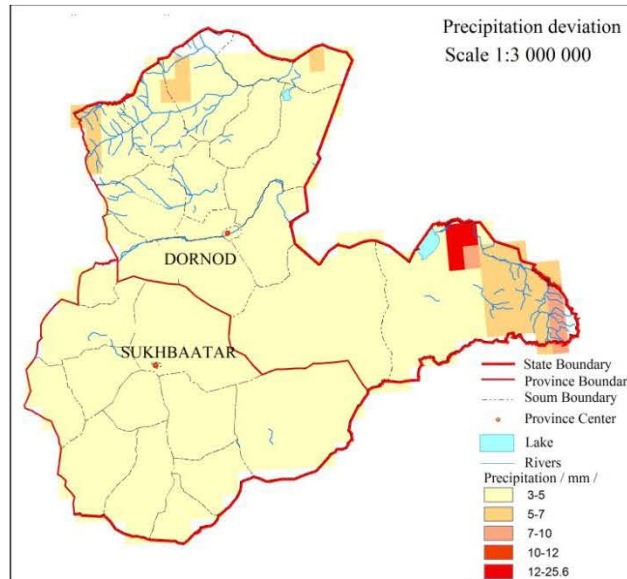 Precipitation deviation
Scale 1:3 000 000
DORNOD
SUKHBAATAR
State Boundary
Province Boundar
Soum Boundary
Province Center
Lake
Rivers
Precipitation / mm /
3-5
5-7
7-10
10-12
12-25.6